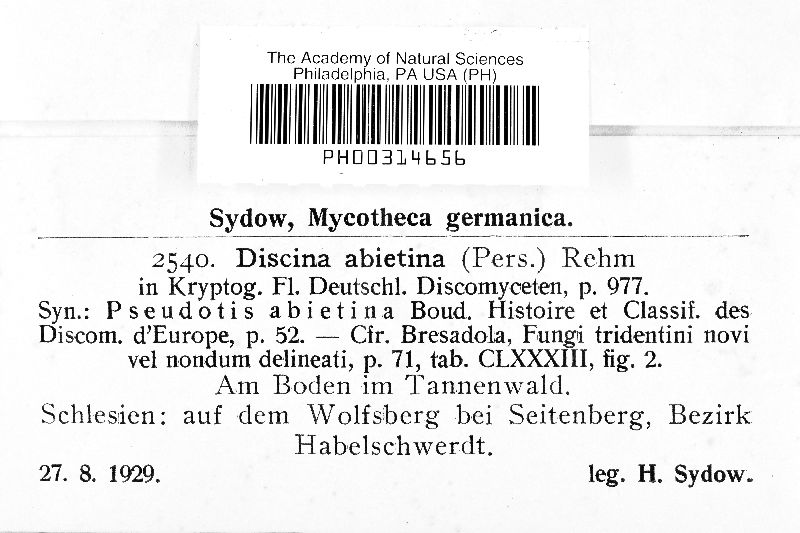 The Academy of Natural Sciences
Philadelphia, PA USA (PH)
PH00314656
Sydow, Mycotheca germanica.
2540. Discina abietina (Pers.) Rehm
in Kryptog. Fl. Deutschl. Discomyceten, p. 977.
Syn.: Pseudotis abietina Boud. Histoire et Classif. des
Discom. d'Europe, p. 52. — Cfr. Bresadola, Fungi tridentini novi
vel nondum delineati, p. 71, tab. CLXXXIII, fig. 2.
Am Boden im Tannenwald.
Schlesien: auf dem Wolfsberg bei Seitenberg, Bezirk
Habelschwerdt.
27. 8. 1929. leg. H. Sydow.